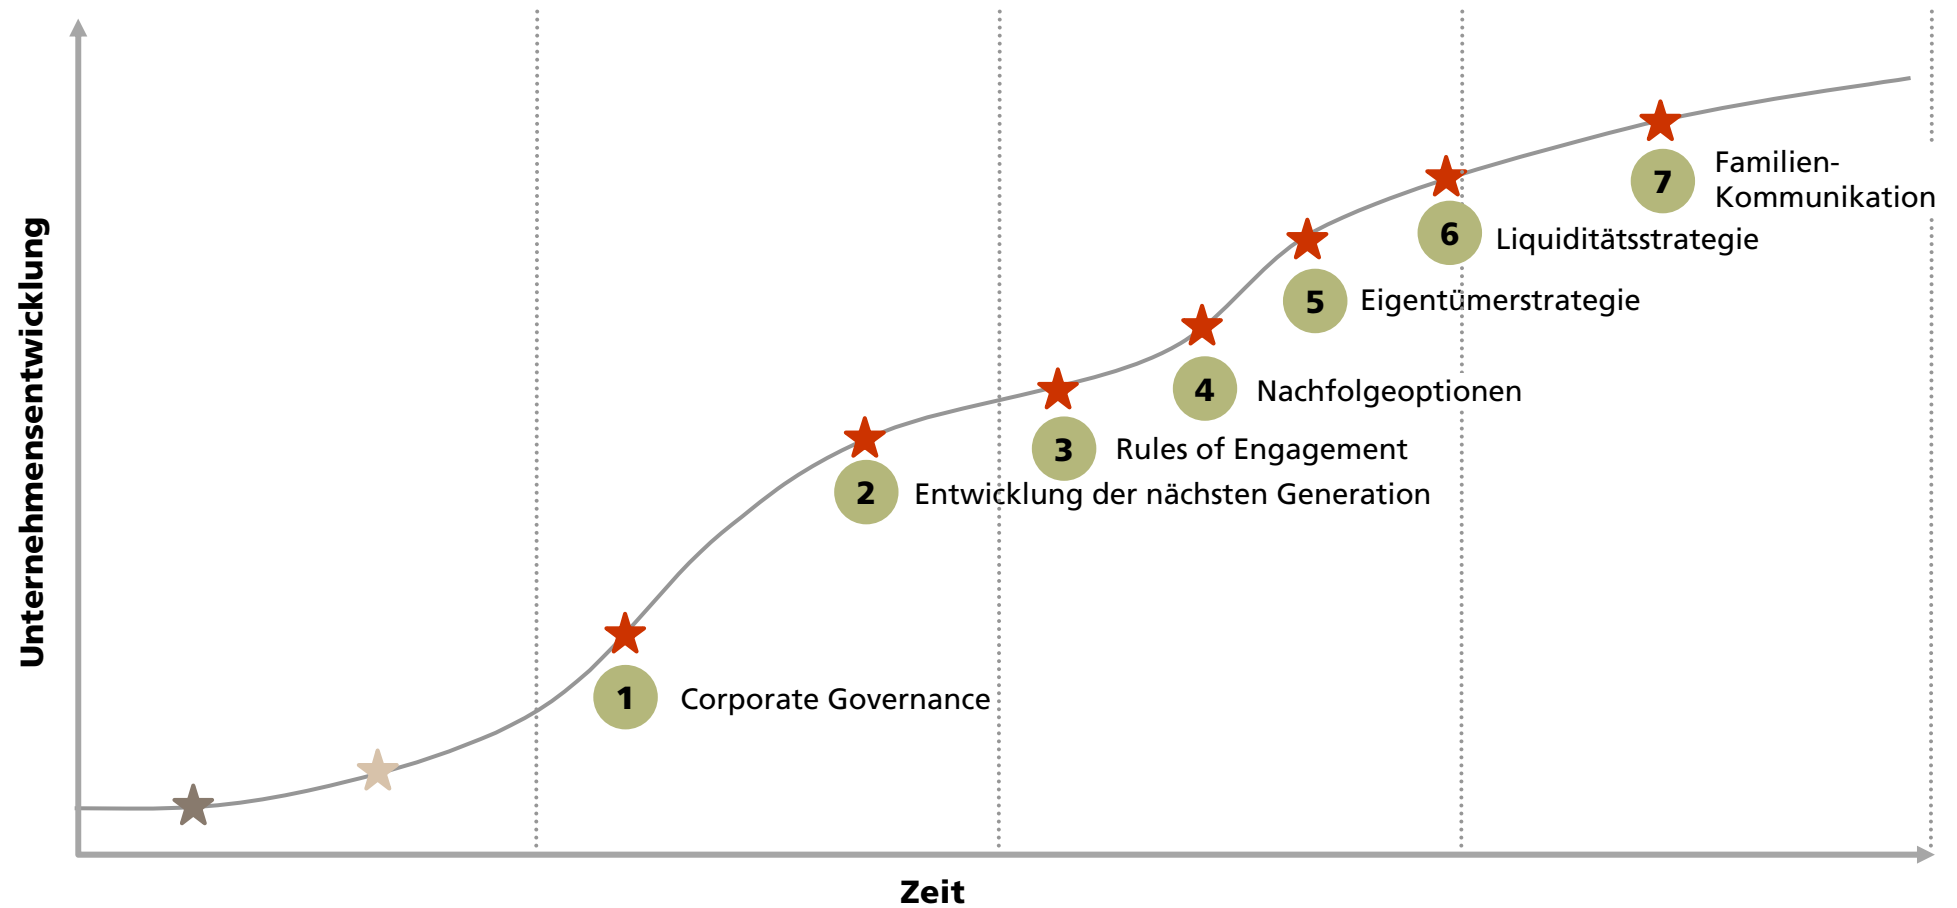 Unternehmensentwicklung
7
Familien-
Kommunikation
6
Liquiditätsstrategie
5
Eigentümerstrategie
4
Nachfolgeoptionen
3
Rules of Engagement
2
Entwicklung der nächsten Generation
1
Corporate Governance
Zeit